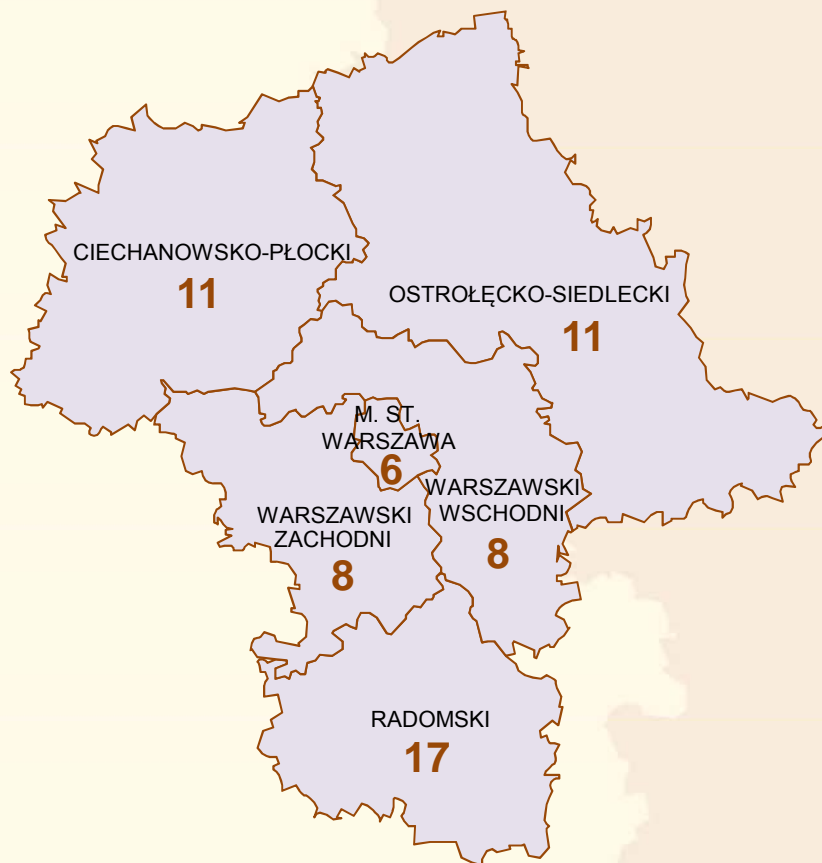 CIECHANOWSKO-PŁOCKI
11
OSTROŁĘCKO-SIEDLECKI
11
M. ST.
WARSZAWA
6
WARSZAWSKI
WSCHODNI
8
WARSZAWSKI
ZACHODNI
8
RADOMSKI
17